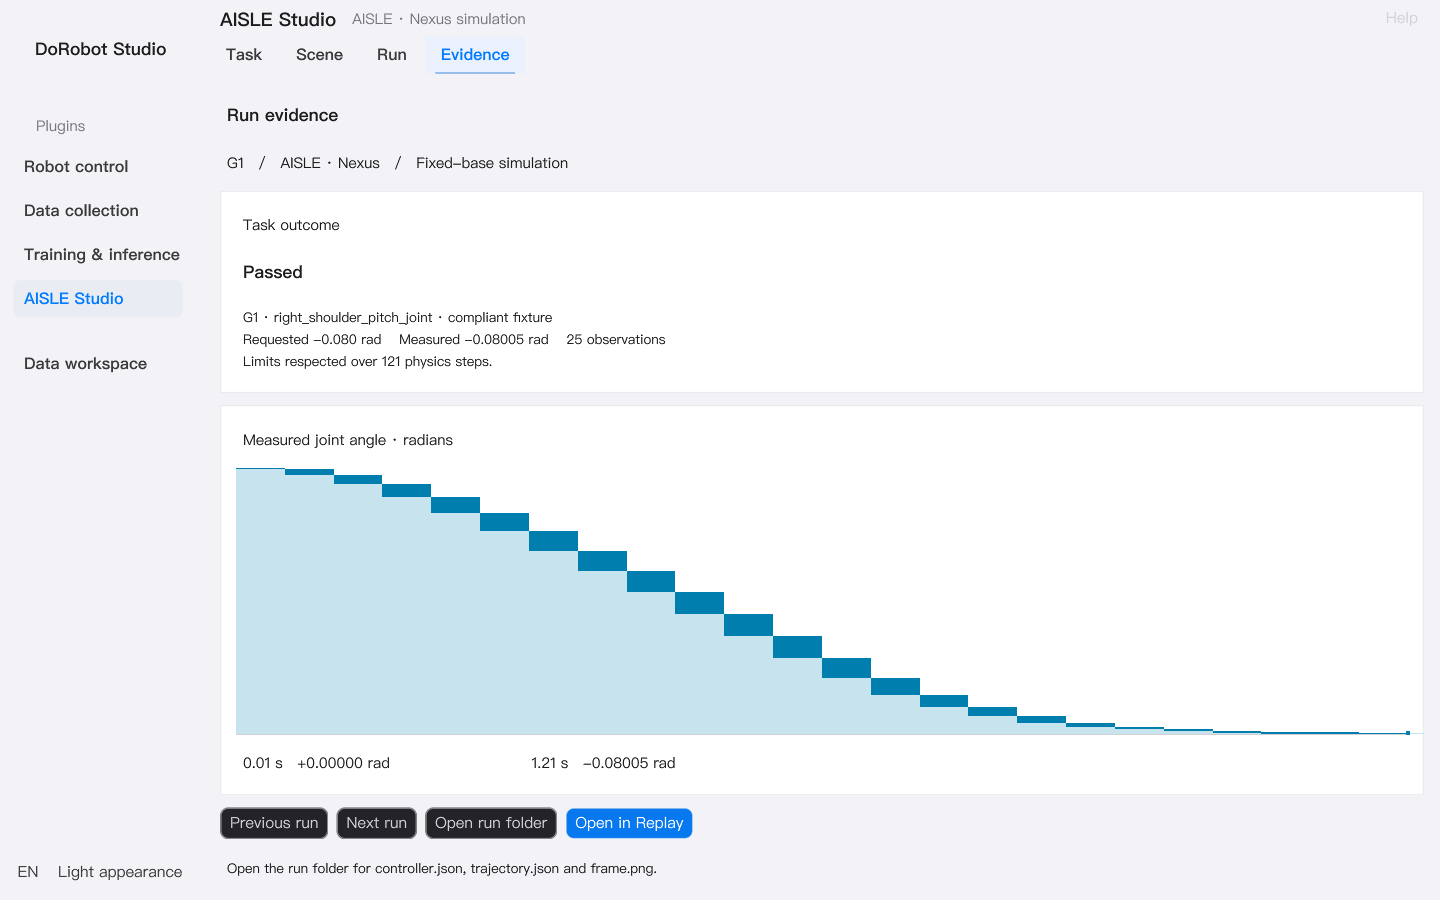 AISLE Studio AISLE · Nexus simulation
Help
DoRobot Studio
Task Scene Run Evidence
Plugins
Robot control
Data collection
Training & inference
AISLE Studio
Data workspace
Run evidence
G1 / AISLE · Nexus / Fixed-base simulation
Task outcome
Passed
G1 · right_shoulder_pitch_joint · compliant fixture
Requested −0.080 rad Measured −0.08005 rad 25 observations
Limits respected over 121 physics steps.
Measured joint angle · radians
0.01 s +0.00000 rad 1.21 s −0.08005 rad
Previous run Next run Open run folder Open in Replay
Open the run folder for controller.json, trajectory.json and frame.png.
EN Light appearance